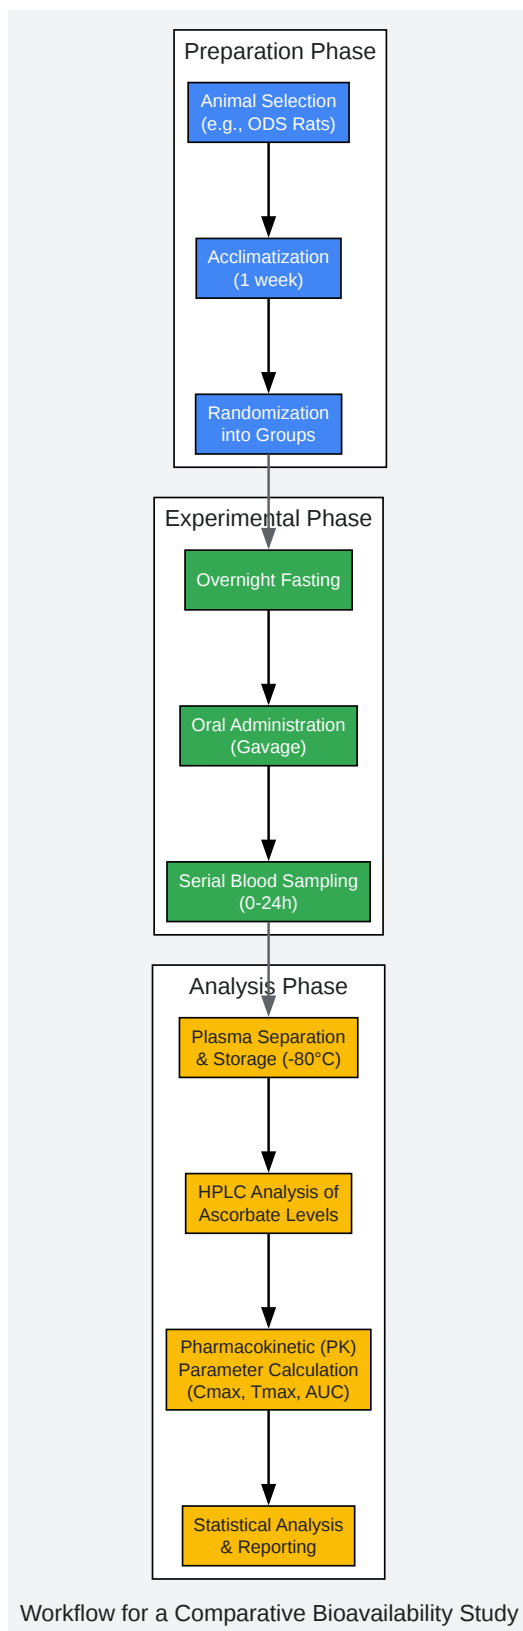 Preparation Phase
Animal Selection
(e.g., ODS Rats)
Acclimatization
(1 week)
Randomization
into Groups
Experimental Phase
Overnight Fasting
Oral Administration
(Gavage)
Serial Blood Sampling
(0-24h)
Analysis Phase
Plasma Separation
& Storage (-80°C)
HPLC Analysis of
Ascorbate Levels
Pharmacokinetic (PK)
Parameter Calculation
(Cmax, Tmax, AUC)
Statistical Analysis
& Reporting
Workflow for a Comparative Bioavailability Study